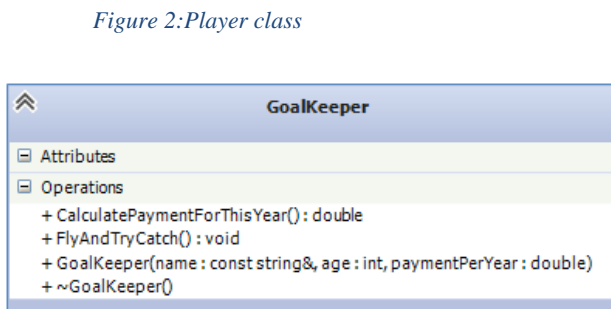 Figure 2:Player class
GoalKeeper
Attributes
Operations
+ CalculatePaymentForThisYear() : double
+ FlyAndTryCatch() : void
+ GoalKeeper(name : const string&, age : int, paymentPerYear : double)
+ ~GoalKeeper()